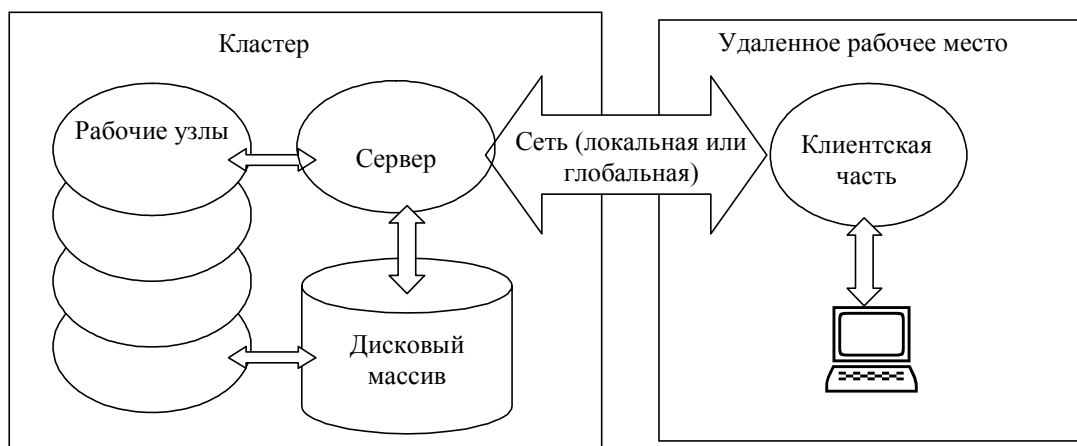 Кластер
Удаленное рабочее место
Рабочие узлы
Сервер
Сеть (локальная или
глобальная)
Клиентская
часть
Дисковый
массив